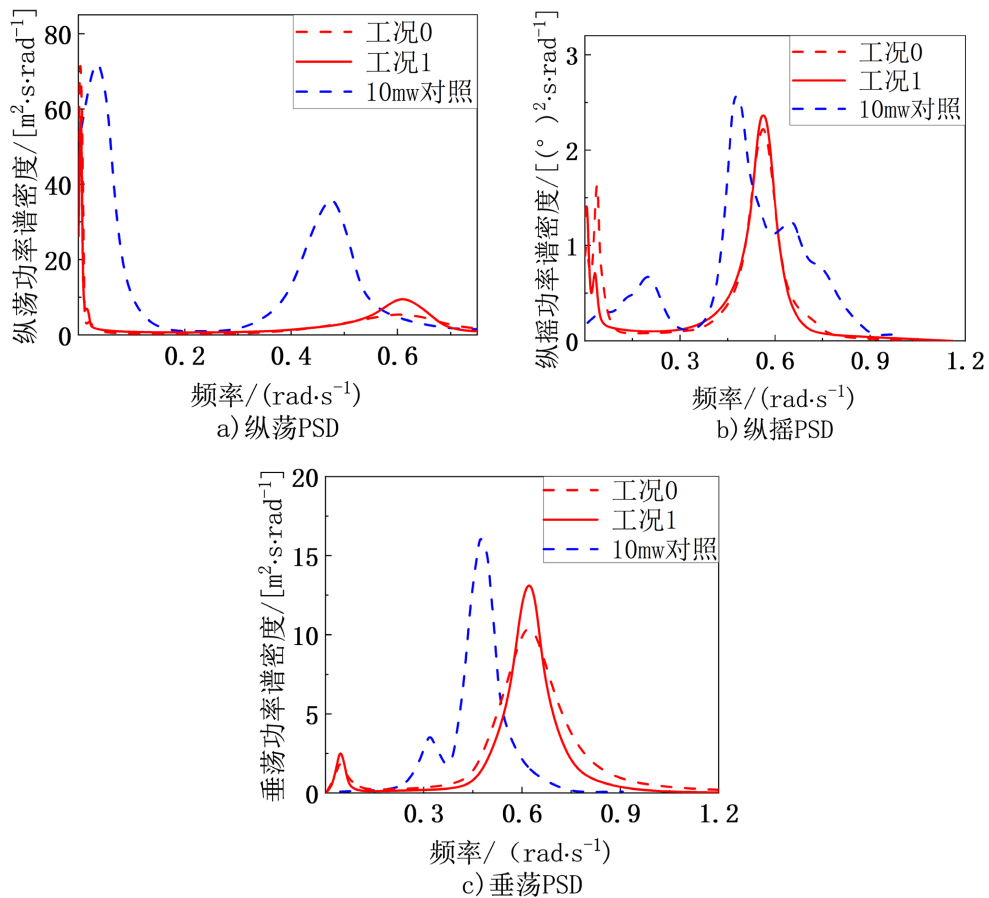 纵荡功率谱密度/[m²·s·rad⁻¹]
80
60
40
20
0
0.2
0.4
0.6
工况0
工况1
10mw对照
频率/(rad·s⁻¹)
a)纵荡PSD
纵摇功率谱密度/[(°)²·s·rad⁻¹]
3
2
1
0
0.3
0.6
0.9
1.2
工况0
工况1
10mw对照
频率/(rad·s⁻¹)
b)纵摇PSD
垂荡功率谱密度/[m²·s·rad⁻¹]
20
15
10
5
0
0.3
0.6
0.9
1.2
工况0
工况1
10mw对照
频率/（rad·s⁻¹)
c)垂荡PSD